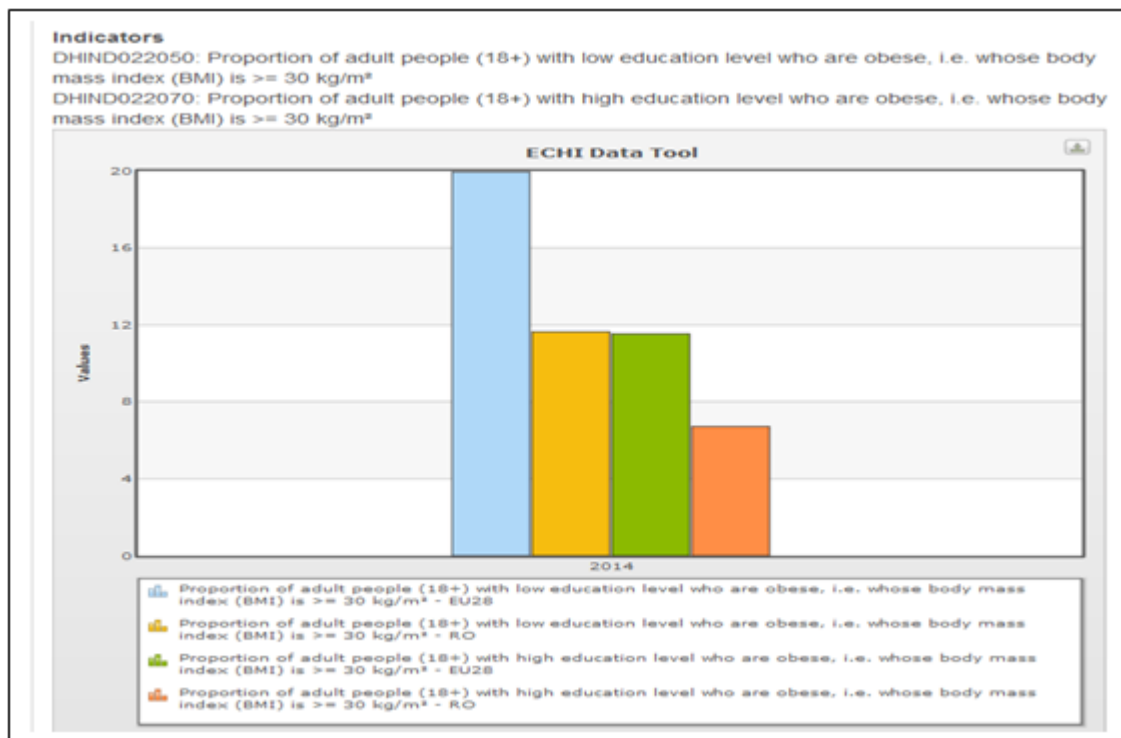 Indicators
DHIND022050: Proportion of adult people (18+) with low education level who are obese, i.e. whose body
mass index (BMI) is >= 30 kg/m²
DHIND022070: Proportion of adult people (18+) with high education level who are obese, i.e. whose body
mass index (BMI) is >= 30 kg/m²
ECHI Data Tool
20
16
12
8
4
0
Values
2014
Proportion of adult people (18+) with low education level who are obese, i.e. whose body mass
index (BMI) is >= 30 kg/m² - EU28
Proportion of adult people (18+) with low education level who are obese, i.e. whose body mass
index (BMI) is >= 30 kg/m² - RO
Proportion of adult people (18+) with high education level who are obese, i.e. whose body mass
index (BMI) is >= 30 kg/m² - EU28
Proportion of adult people (18+) with high education level who are obese, i.e. whose body mass
index (BMI) is >= 30 kg/m² - RO